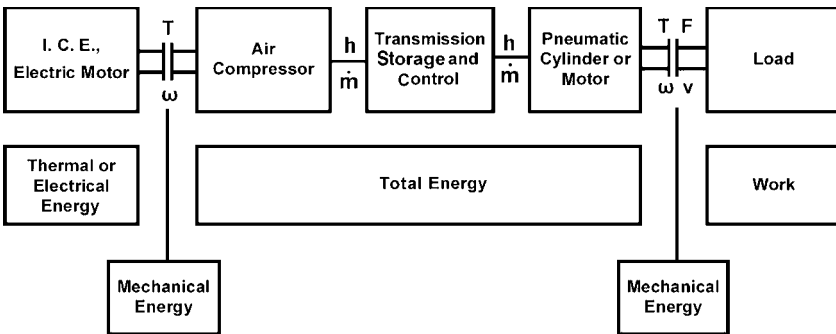 I. C. E.,
Electric Motor
T
ω
Air
Compressor
h
ṁ
Transmission
Storage and
Control
h
ṁ
Pneumatic
Cylinder or
Motor
T F
ω v
Load
Thermal or
Electrical
Energy
Total Energy
Work
Mechanical
Energy
Mechanical
Energy